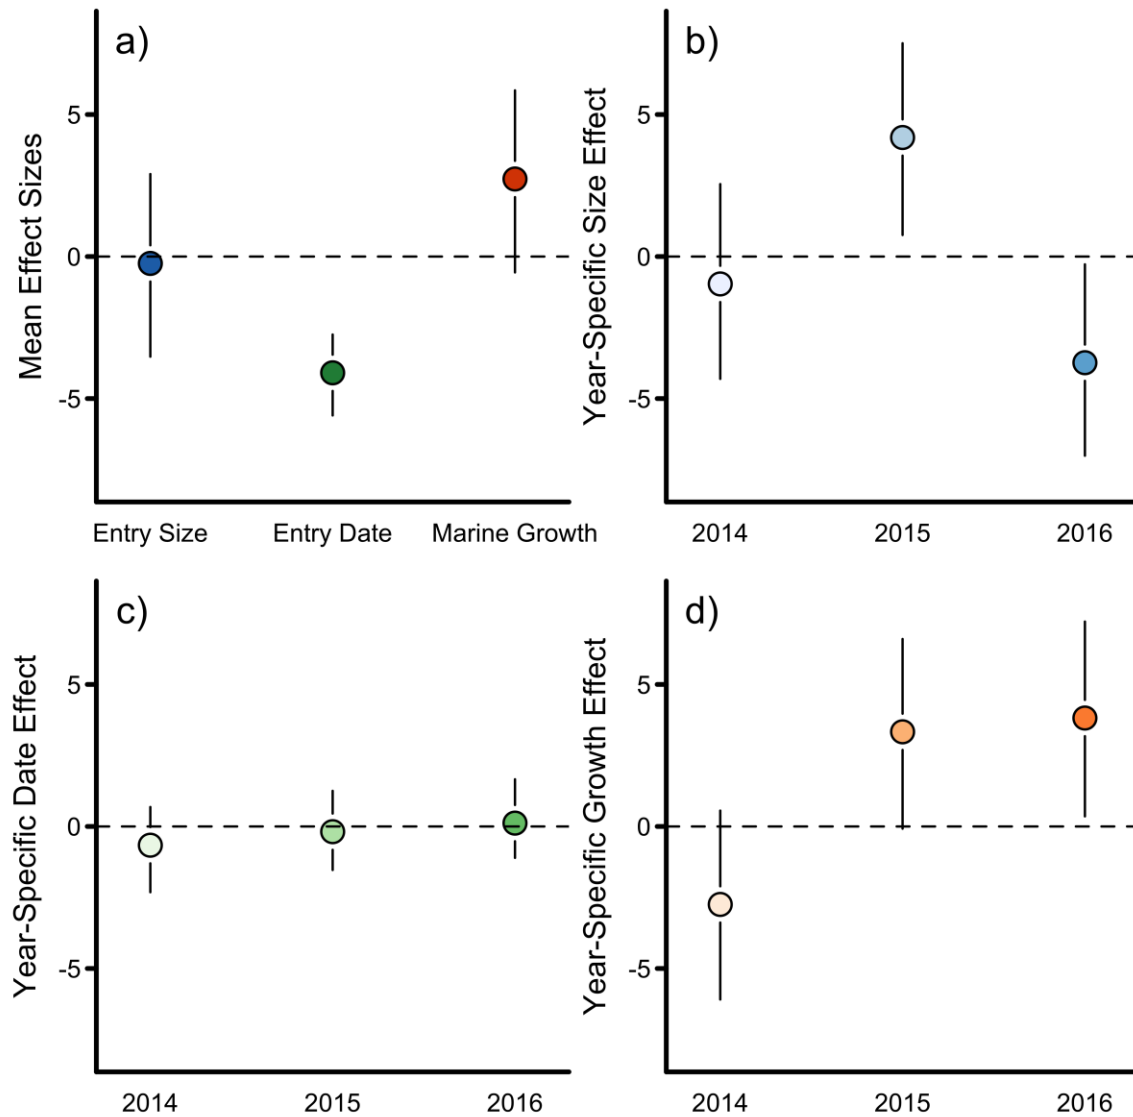 a)
Mean Effect Sizes
5
0
-5
Entry Size
Entry Date
Marine Growth
b)
Year-Specific Size Effect
5
0
-5
2014
2015
2016
c)
Year-Specific Date Effect
5
0
-5
2014
2015
2016
d)
Year-Specific Growth Effect
5
0
-5
2014
2015
2016